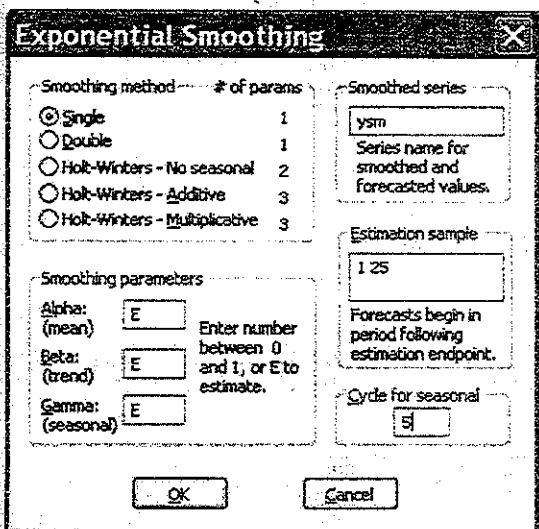 Exponential Smoothing
Smoothing method # of params
Single 1
Double 1
Holt-Winters - No seasonal 2
Holt-Winters - Additive 3
Holt-Winters - Multiplicative 3
Smoothing parameters
Alpha: (mean) E
Beta: (trend) E
Gamma: (seasonal) E
Enter number
between 0
and 1, or E to
estimate.
Smoothed series
ysm
Series name for
smoothed and
forecasted values.
Estimation sample
1 25
Forecasts begin in
period following
estimation endpoint.
Cycle for seasonal
5
OK Cancel